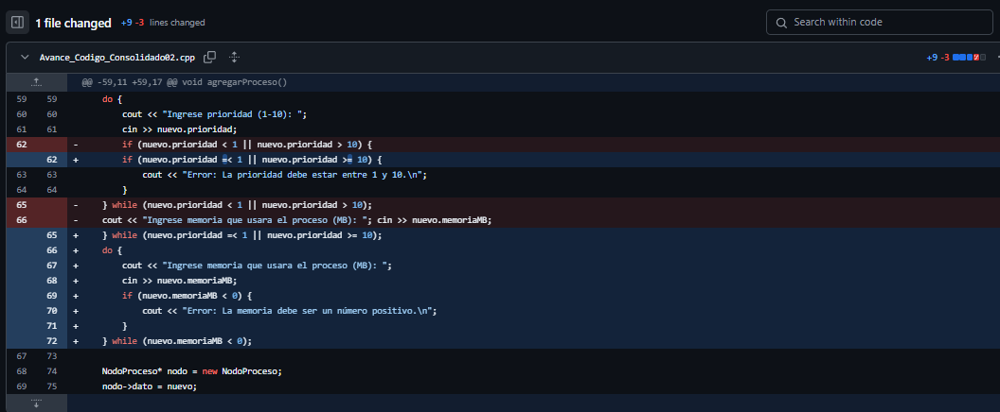 1 file changed +9 -3 lines changed Search within code
Avance_Codigo_Consolidado02.cpp +9 -3
@@ -59,11 +59,17 @@ void agregarProceso()
59 59 do {
60 60 cout << "Ingrese prioridad (1-10): ";
61 61 cin >> nuevo.prioridad;
62 - if (nuevo.prioridad < 1 || nuevo.prioridad > 10) {
62 + if (nuevo.prioridad =< 1 || nuevo.prioridad >= 10) {
63 63 cout << "Error: La prioridad debe estar entre 1 y 10.\n";
64 64 }
65 - } while (nuevo.prioridad < 1 || nuevo.prioridad > 10);
66 - cout << "Ingrese memoria que usara el proceso (MB): "; cin >> nuevo.memoriaMB;
65 + } while (nuevo.prioridad =< 1 || nuevo.prioridad >= 10);
66 + do {
67 + cout << "Ingrese memoria que usara el proceso (MB): ";
68 + cin >> nuevo.memoriaMB;
69 + if (nuevo.memoriaMB < 0) {
70 + cout << "Error: La memoria debe ser un número positivo.\n";
71 + }
72 + } while (nuevo.memoriaMB < 0);
67 73
68 74 NodoProceso* nodo = new NodoProceso;
69 75 nodo->dato = nuevo;